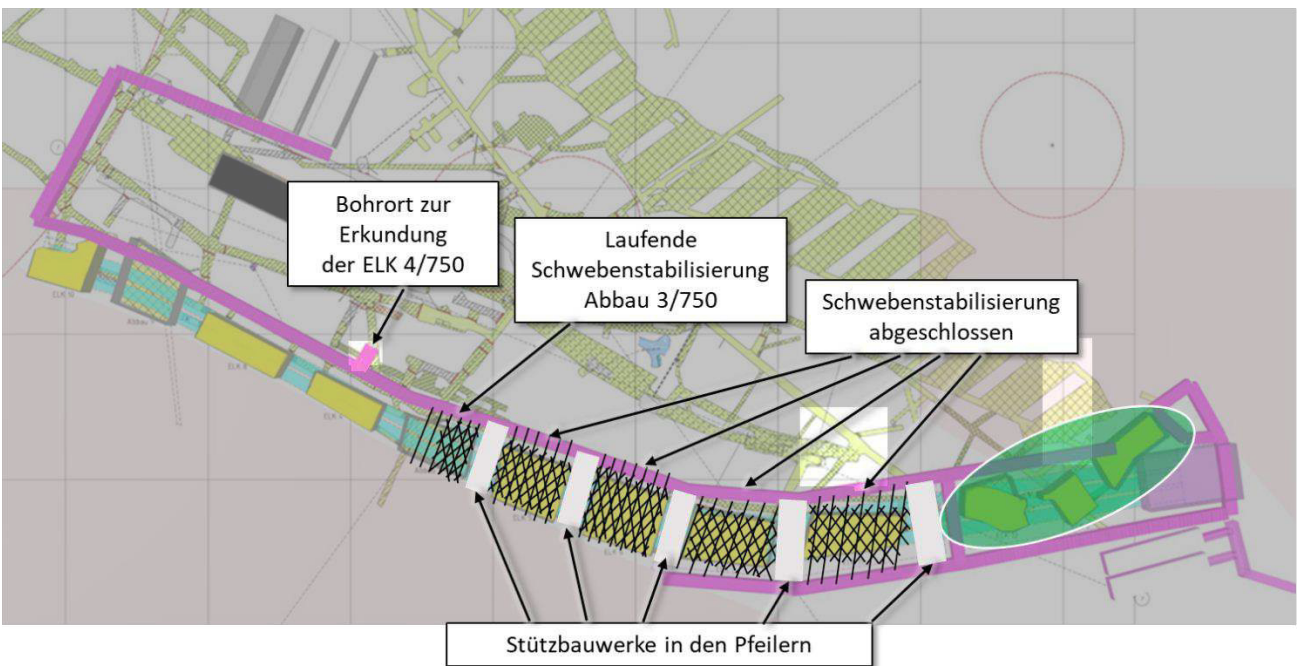 Bohrort zur
Erkundung
der ELK 4/750
Laufende
Schwebenstabilisierung
Abbau 3/750
Schwebenstabilisierung
abgeschlossen
Stützbauwerke in den Pfeilern